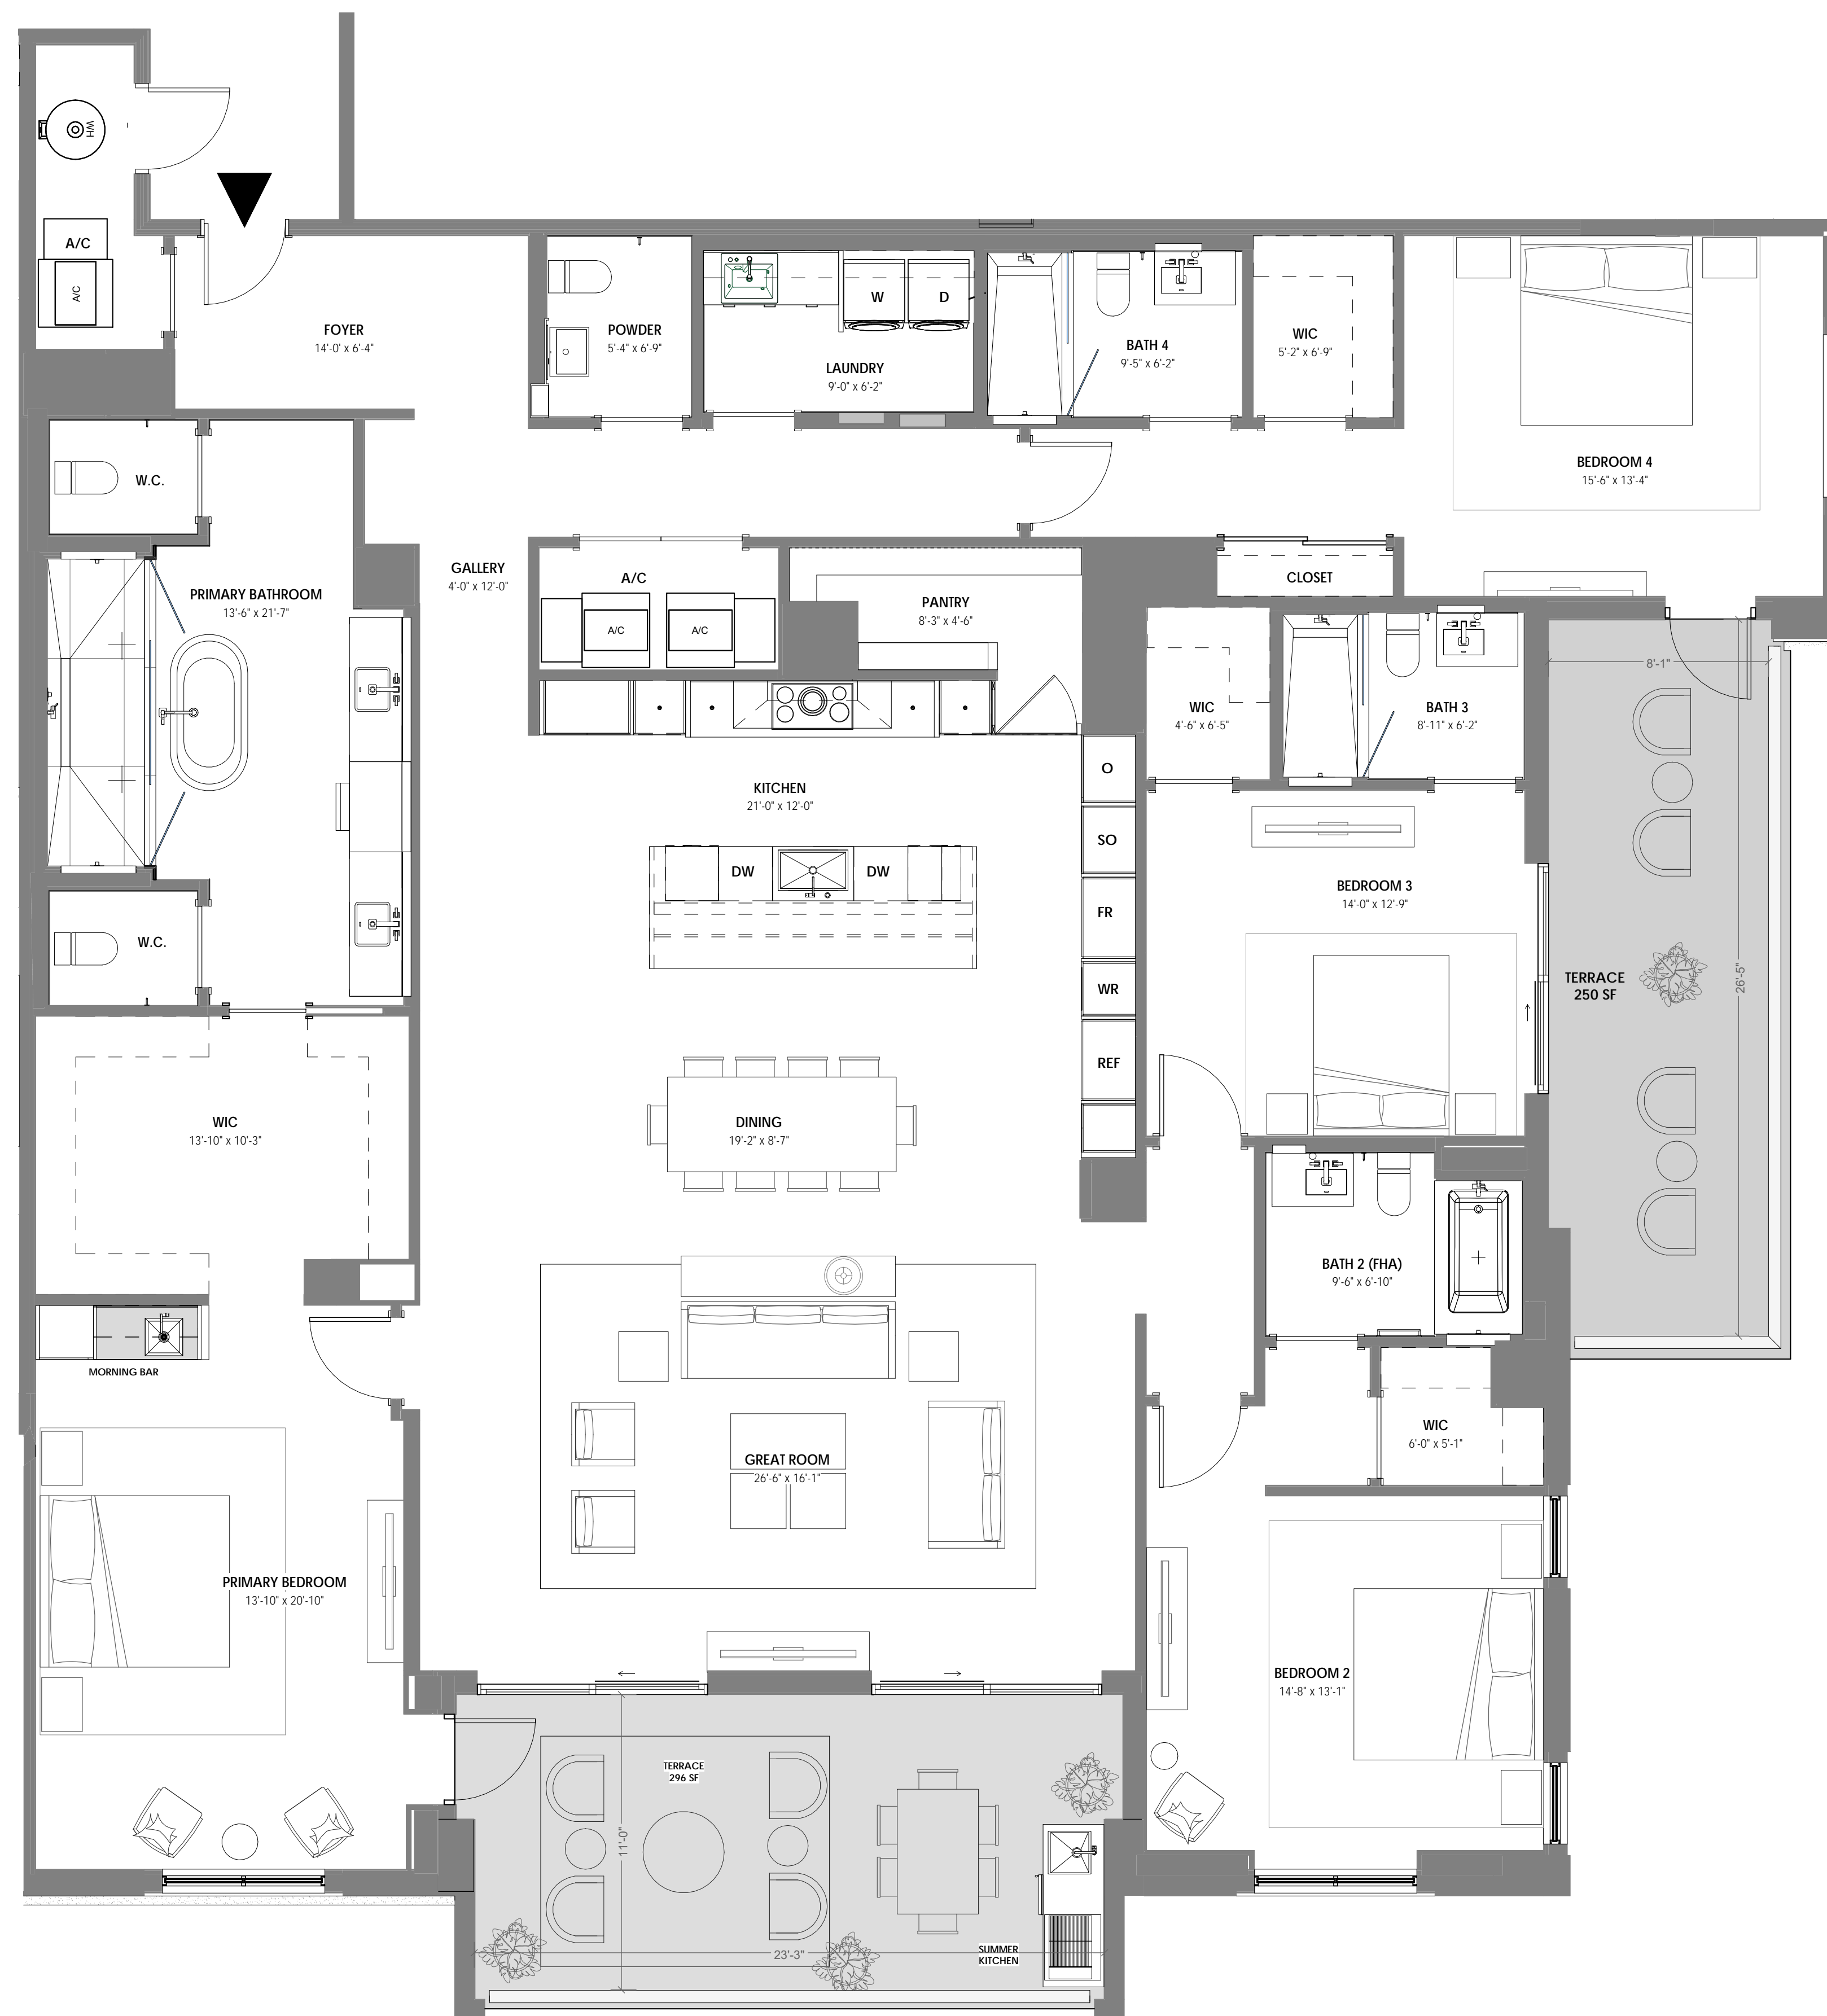 WH
A/C
A/C
FOYER
14'-0' x 6'-4"
POWDER
5'-4" x 6'-9"
W
D
LAUNDRY
9'-0" x 6'-2"
BATH 4
9'-5" x 6'-2"
WIC
5'-2" x 6'-9"
BEDROOM 4
15'-6" x 13'-4"
W.C.
GALLERY
4'-0" x 12'-0"
A/C
A/C
A/C
PANTRY
8'-3" x 4'-6"
CLOSET
PRIMARY BATHROOM
13'-6" x 21'-7"
WIC
4'-6" x 6'-5"
BATH 3
8'-11" x 6'-2"
8'-1"
KITCHEN
21'-0" x 12'-0"
O
SO
FR
WR
REF
DW
DW
BEDROOM 3
14'-0" x 12'-9"
TERRACE
250 SF
26'-5"
W.C.
WIC
13'-10" x 10'-3"
DINING
19'-2" x 8'-7"
BATH 2 (FHA)
9'-6" x 6'-10"
MORNING BAR
WIC
6'-0" x 5'-1"
GREAT ROOM
26'-6" x 16'-1"
PRIMARY BEDROOM
13'-10" x 20'-10"
BEDROOM 2
14'-8" x 13'-1"
TERRACE
296 SF
11'-0"
23'-3"
SUMMER
KITCHEN